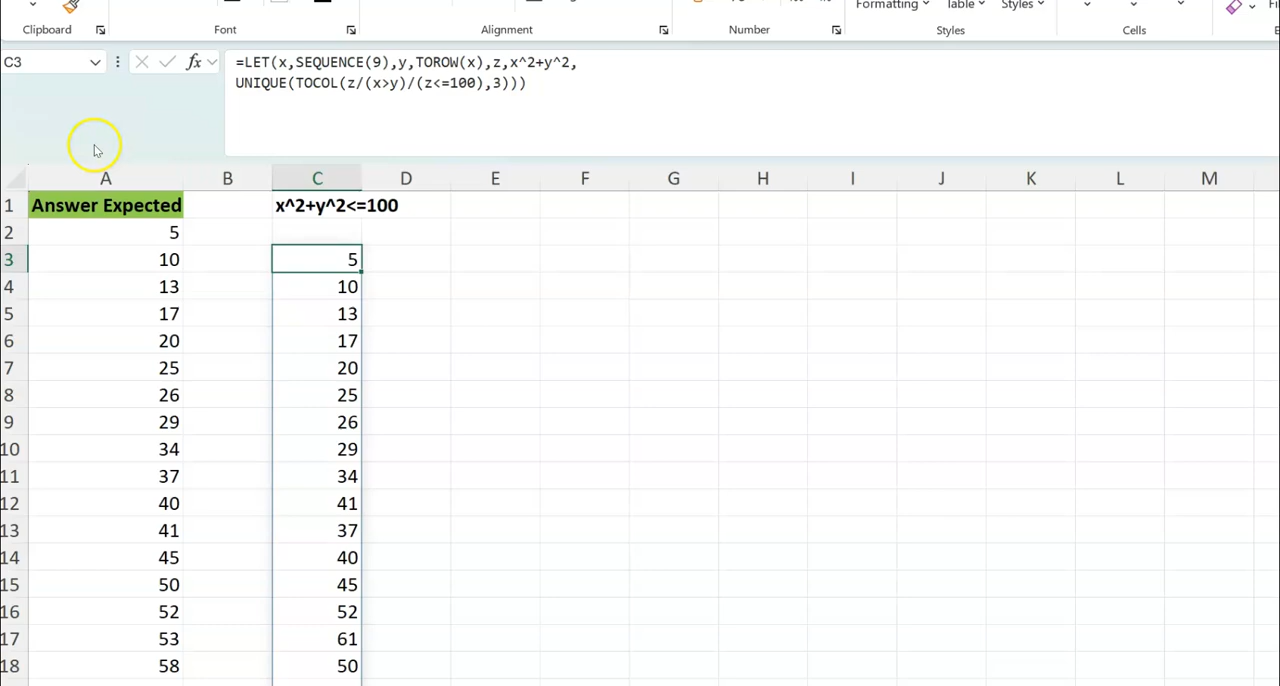 Formatting Table Styles
Clipboard Font Alignment Number Styles Cells
C3 fx =LET(x,SEQUENCE(9),y,TOROW(x),z,x^2+y^2,
UNIQUE(TOCOL(z/(x>y)/(z<=100),3)))
A B C D E F G H I J K L M
1 Answer Expected x^2+y^2<=100
2 5
3 10 5
4 13 10
5 17 13
6 20 17
7 25 20
8 26 25
9 29 26
10 34 29
11 37 34
12 40 41
13 41 37
14 45 40
15 50 45
16 52 52
17 53 61
18 58 50